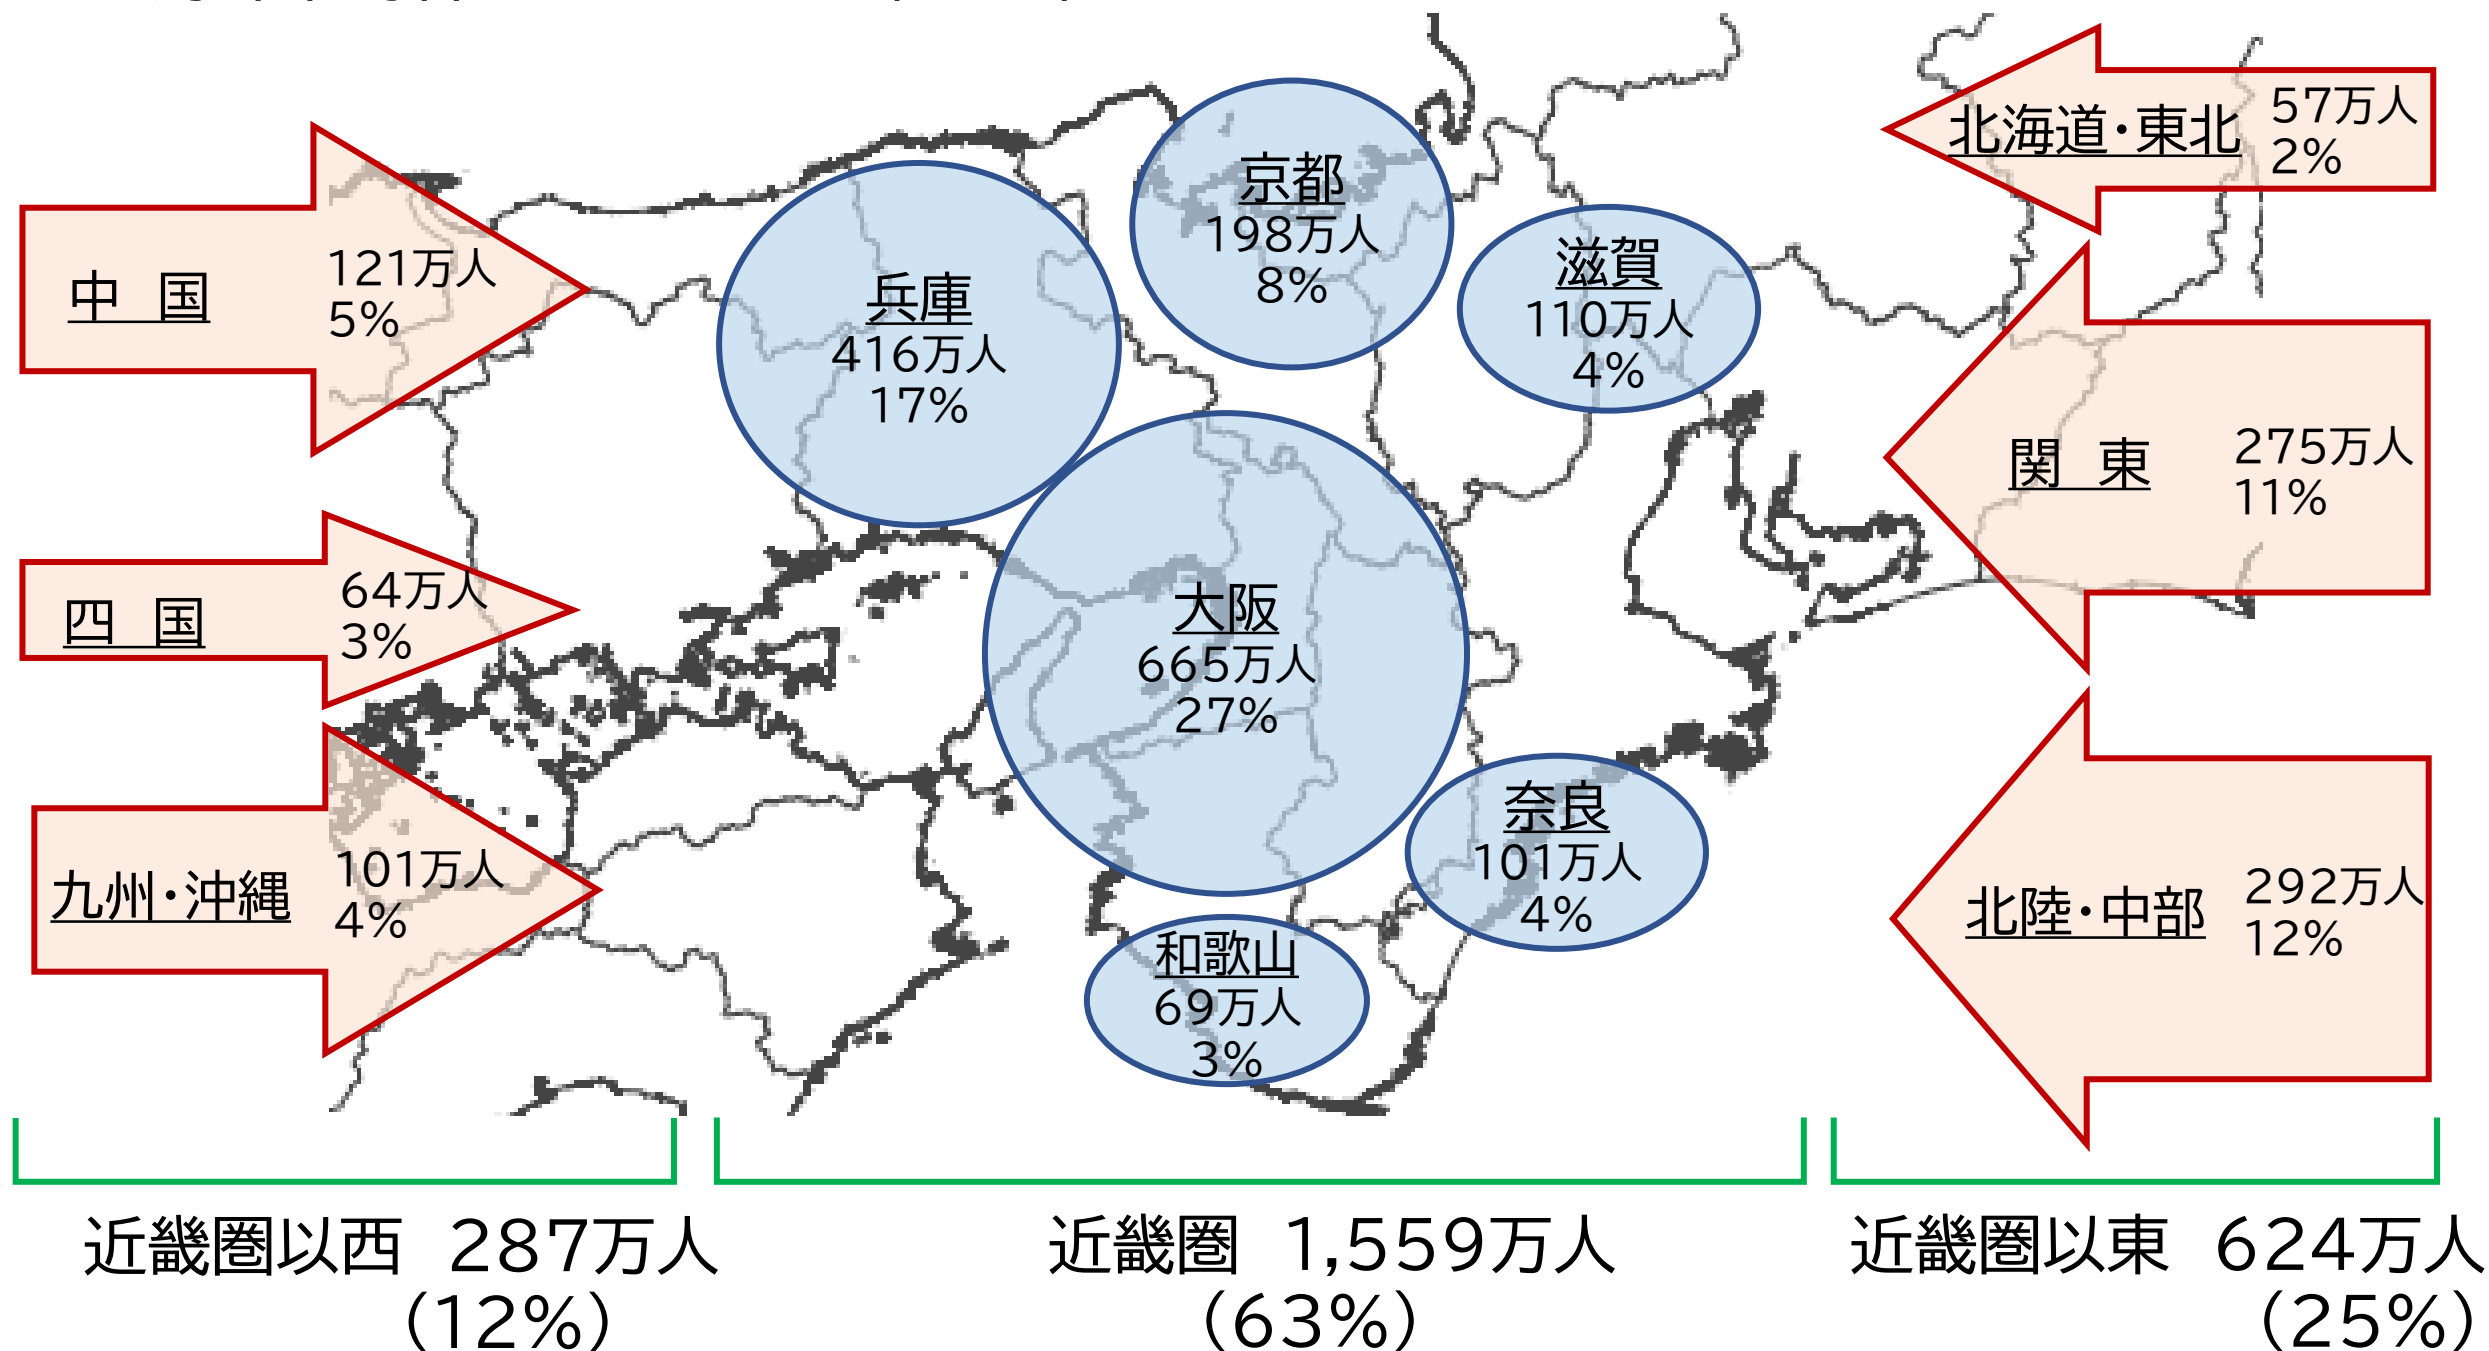 中　国
121万人
5%
四　国
64万人
3%
九州・沖縄
101万人
4%
兵庫
416万人
17%
京都
198万人
8%
滋賀
110万人
4%
大阪
665万人
27%
奈良
101万人
4%
和歌山
69万人
3%
北海道・東北
57万人
2%
関　東
275万人
11%
北陸・中部
292万人
12%
近畿圏以西　287万人
（12%）
近畿圏　1,559万人
（63%）
近畿圏以東　624万人
（25%）